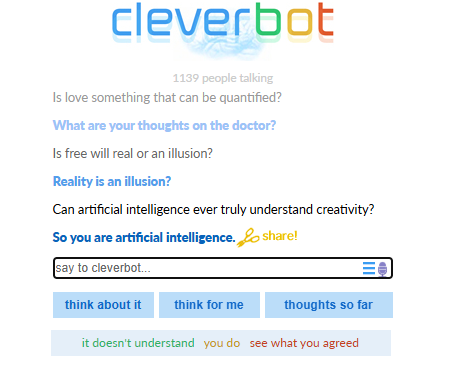 cleverbot
1139 people talking
Is love something that can be quantified?
What are your thoughts on the doctor?
Is free will real or an illusion?
Reality is an illusion?
Can artificial intelligence ever truly understand creativity?
So you are artificial intelligence. share!
say to cleverbot...
think about it think for me thoughts so far
it doesn't understand you do see what you agreed